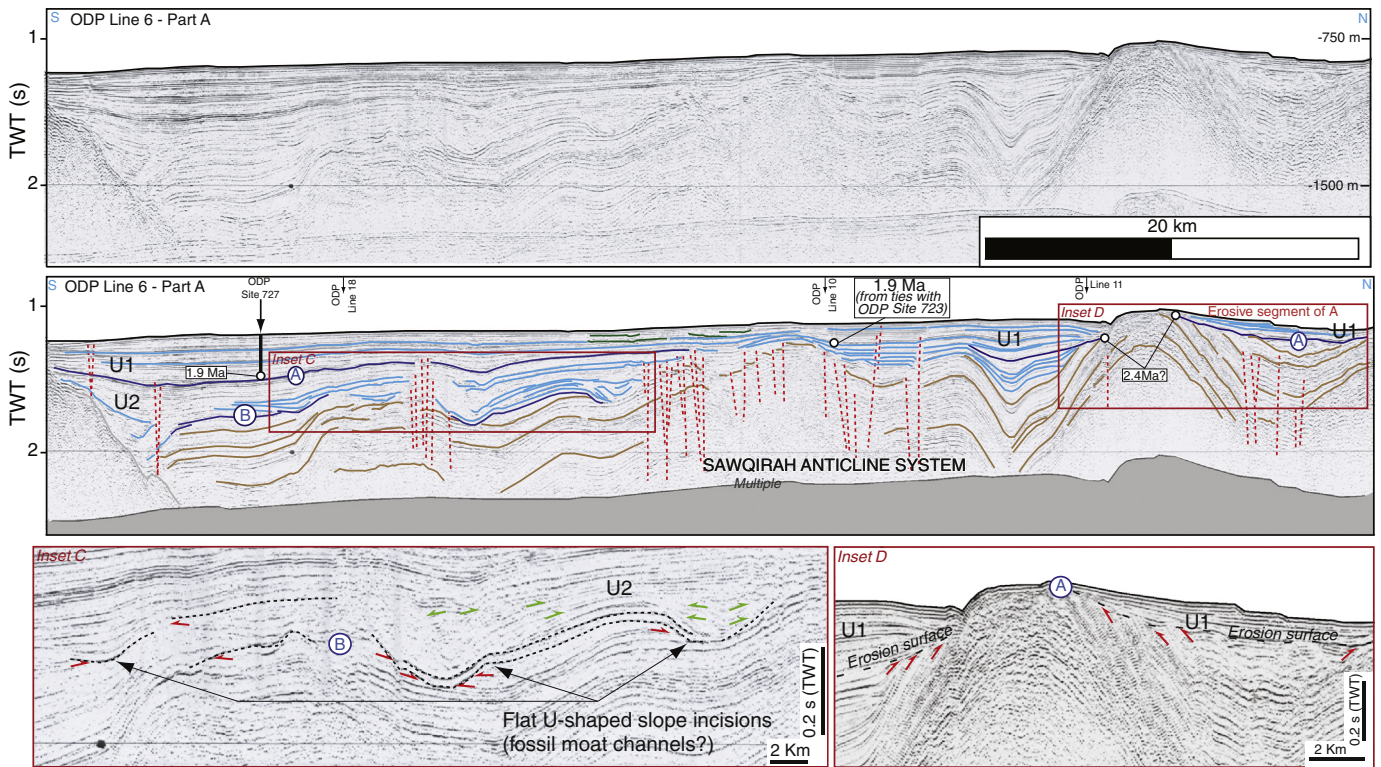 S ODP Line 6 - Part A N
1
-750 m
TWT (s)
2
-1500 m
20 km
S ODP Line 6 - Part A N
ODP
Site 727
ODP
Line 18
ODP
Line 10
1.9 Ma
(from ties with
ODP Site 723)
ODP
Line 11
1
Inset D
Erosive segment of A
U1
U1
U1
A
Inset C
1.9 Ma
A
2.4Ma?
TWT (s)
U2
B
2
SAWQIRAH ANTICLINE SYSTEM
Multiple
Inset C
U2
B
Flat U-shaped slope incisions
(fossil moat channels?)
0.2 s (TWT)
2 Km
Inset D
A
U1
U1
Erosion surface
Erosion surface
0.2 s (TWT)
2 Km